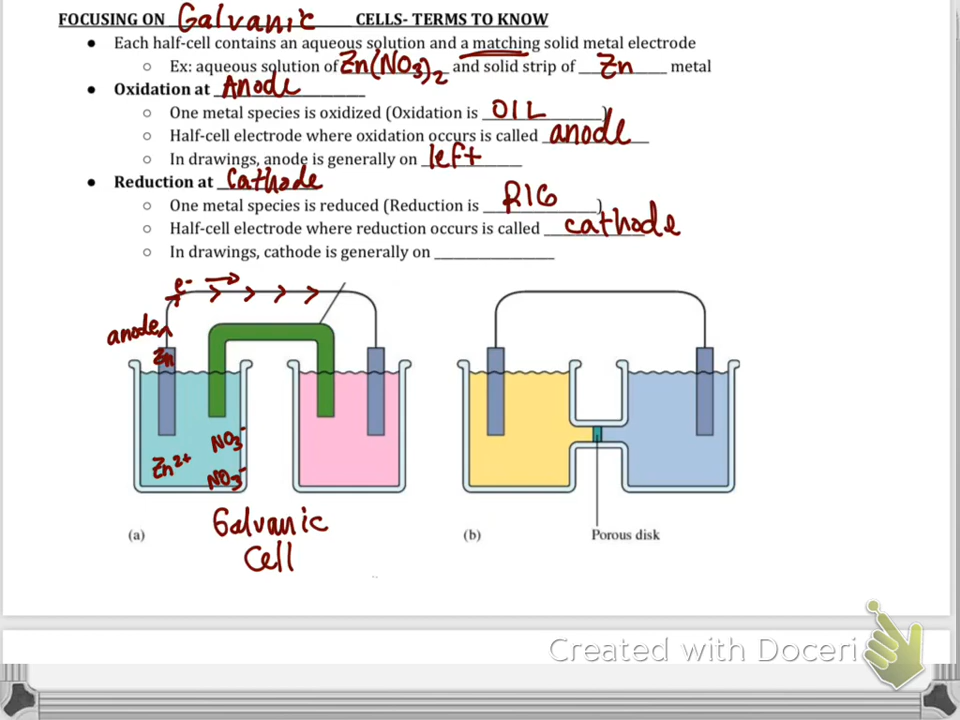 FOCUSING ON Galvanic CELLS- TERMS TO KNOW
● Each half-cell contains an aqueous solution and a matching solid metal electrode
○ Ex: aqueous solution of Zn(NO3)2 and solid strip of Zn metal
● Oxidation at Anode
○ One metal species is oxidized (Oxidation is OIL)
○ Half-cell electrode where oxidation occurs is called anode
○ In drawings, anode is generally on left
● Reduction at Cathode
○ One metal species is reduced (Reduction is RIG)
○ Half-cell electrode where reduction occurs is called cathode
○ In drawings, cathode is generally on
e-
anode
Zn
NO3-
Zn2+
NO3-
Galvanic
Cell
(a)
(b)
Porous disk
Created with Doceri